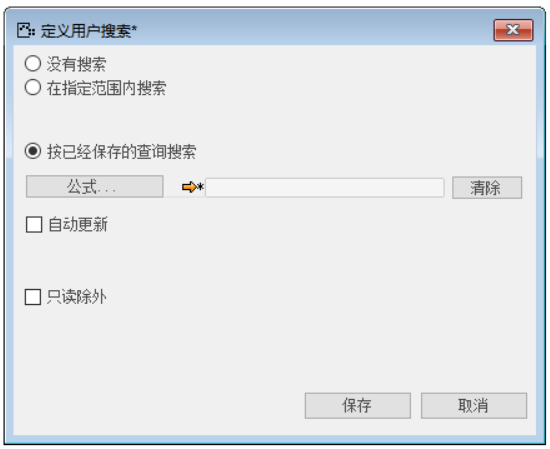 定义用户搜索*
没有搜索
在指定范围内搜索
按已经保存的查询搜索
公式... * 清除
自动更新
只读除外
保存 取消